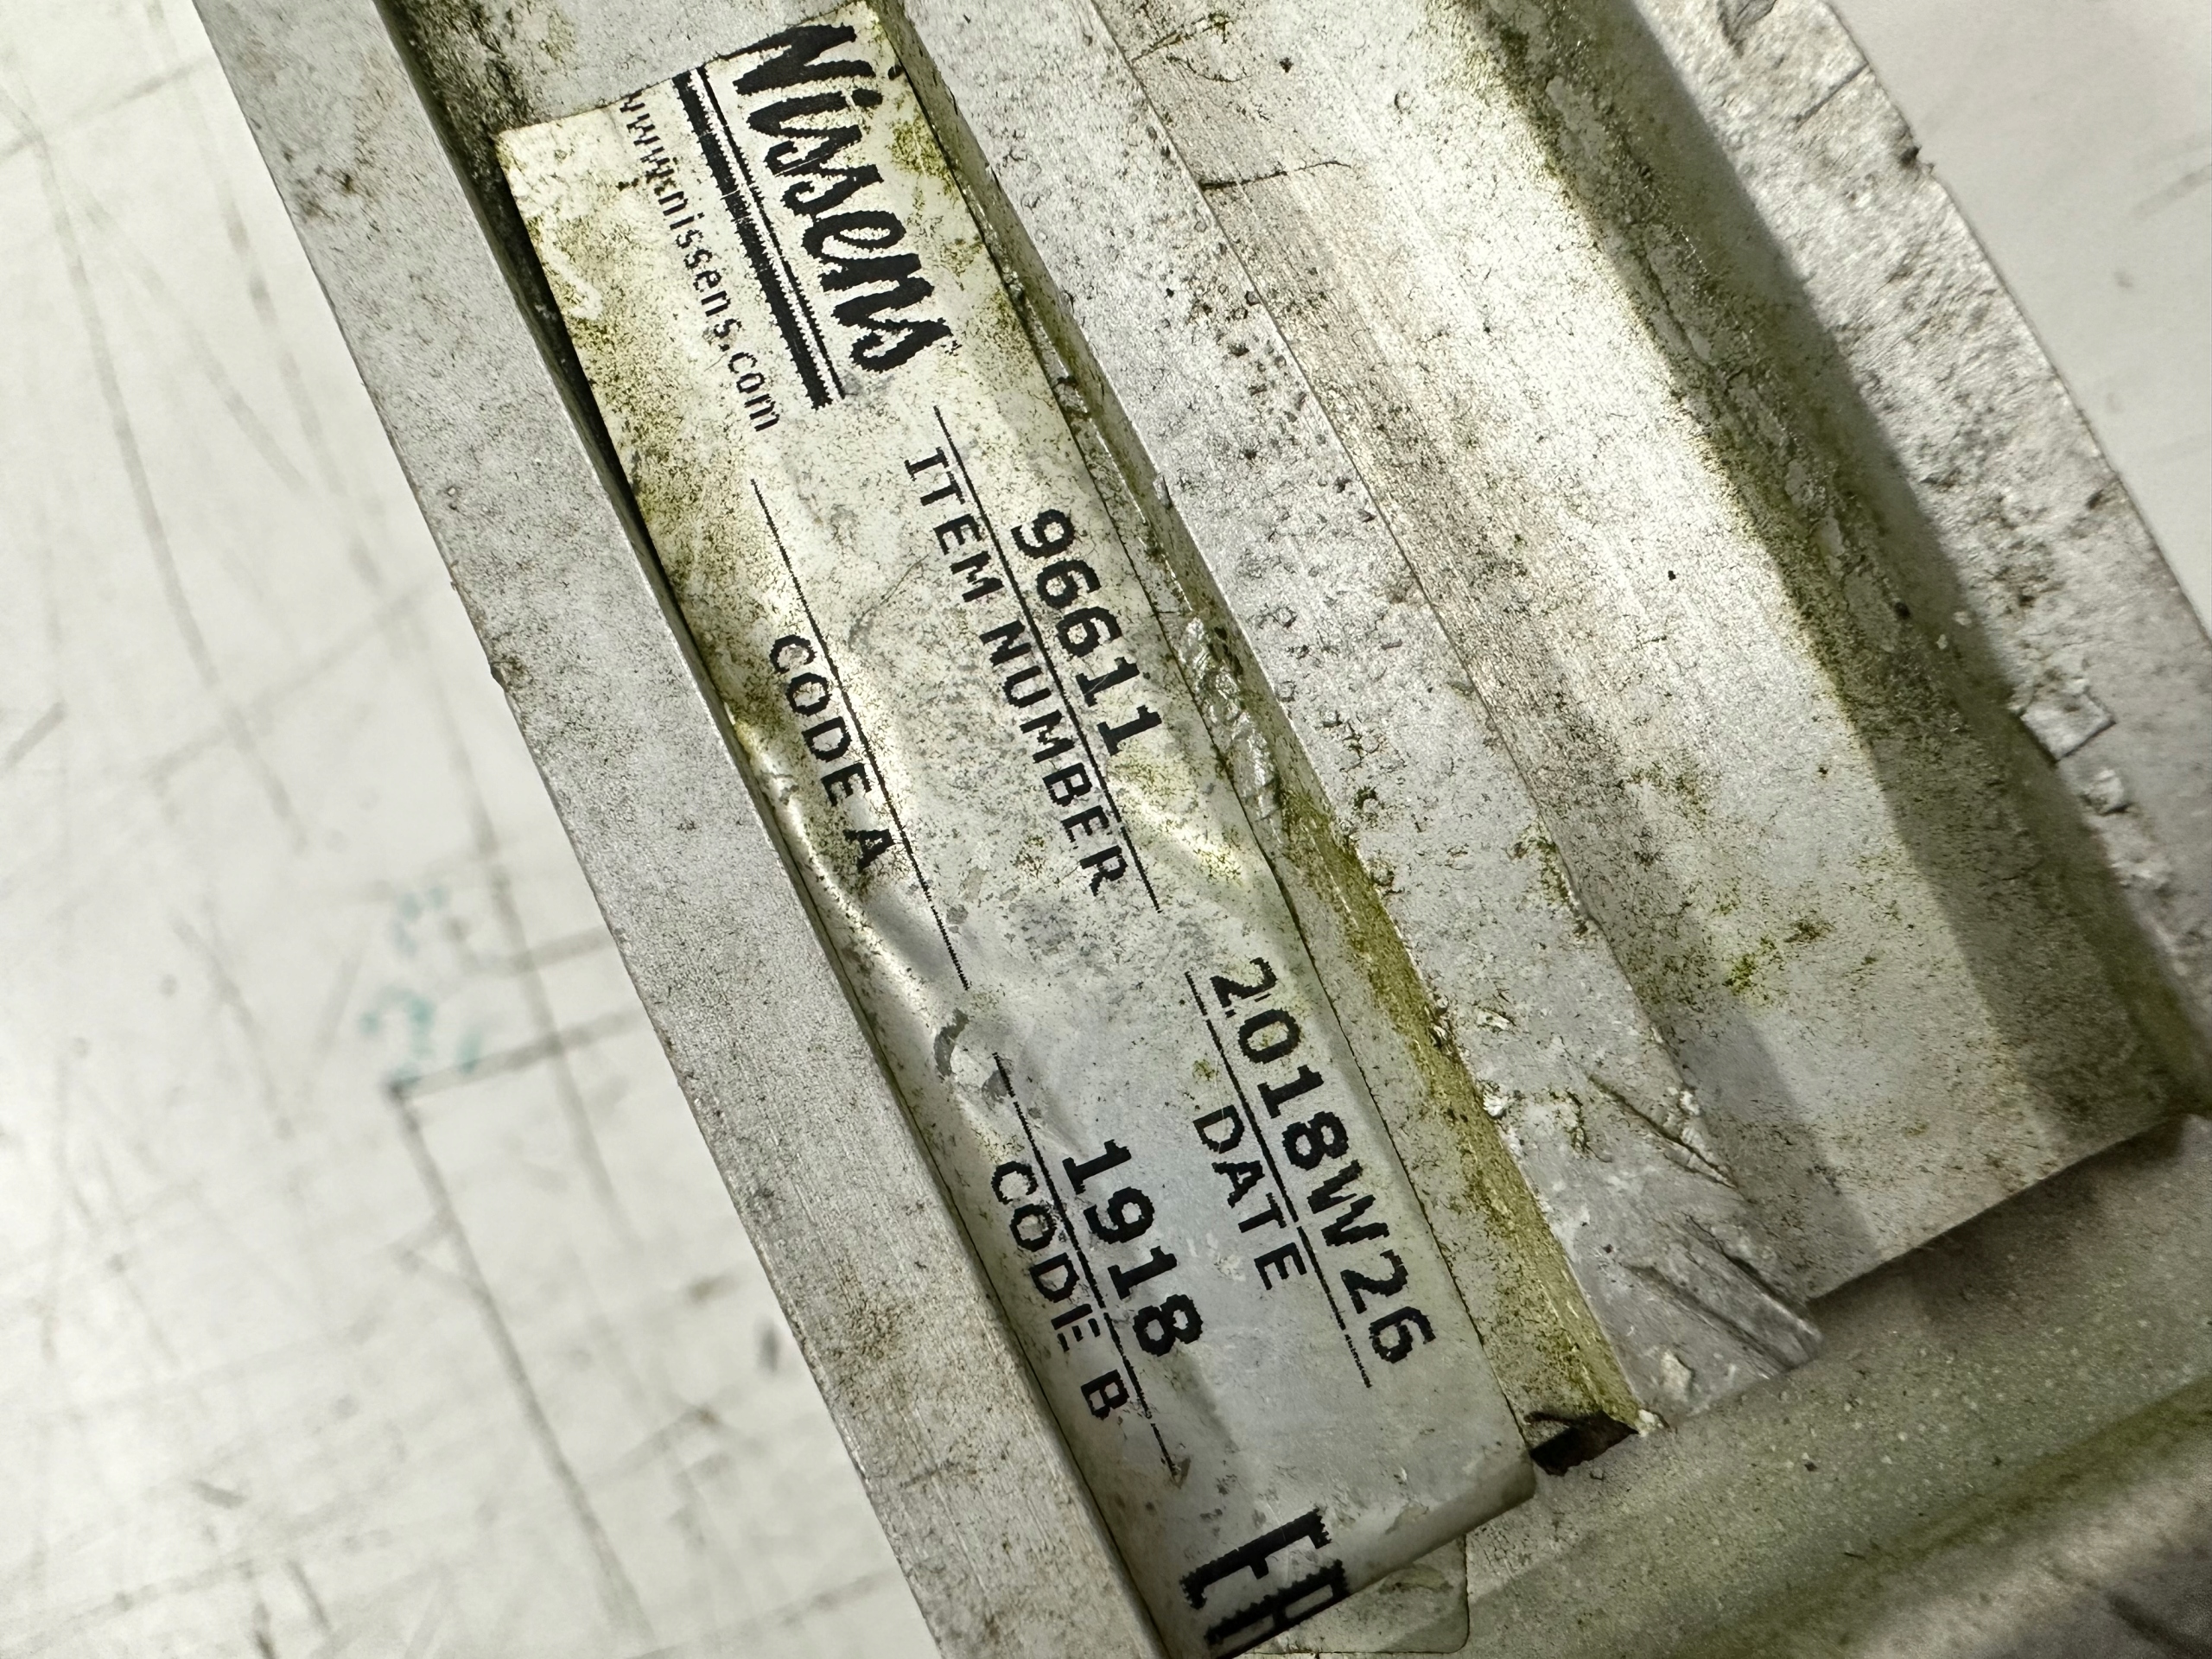 Nissens
www.nissens.com
96611
ITEM NUMBER
2018W26
DATE
CODE A
1918
CODE B